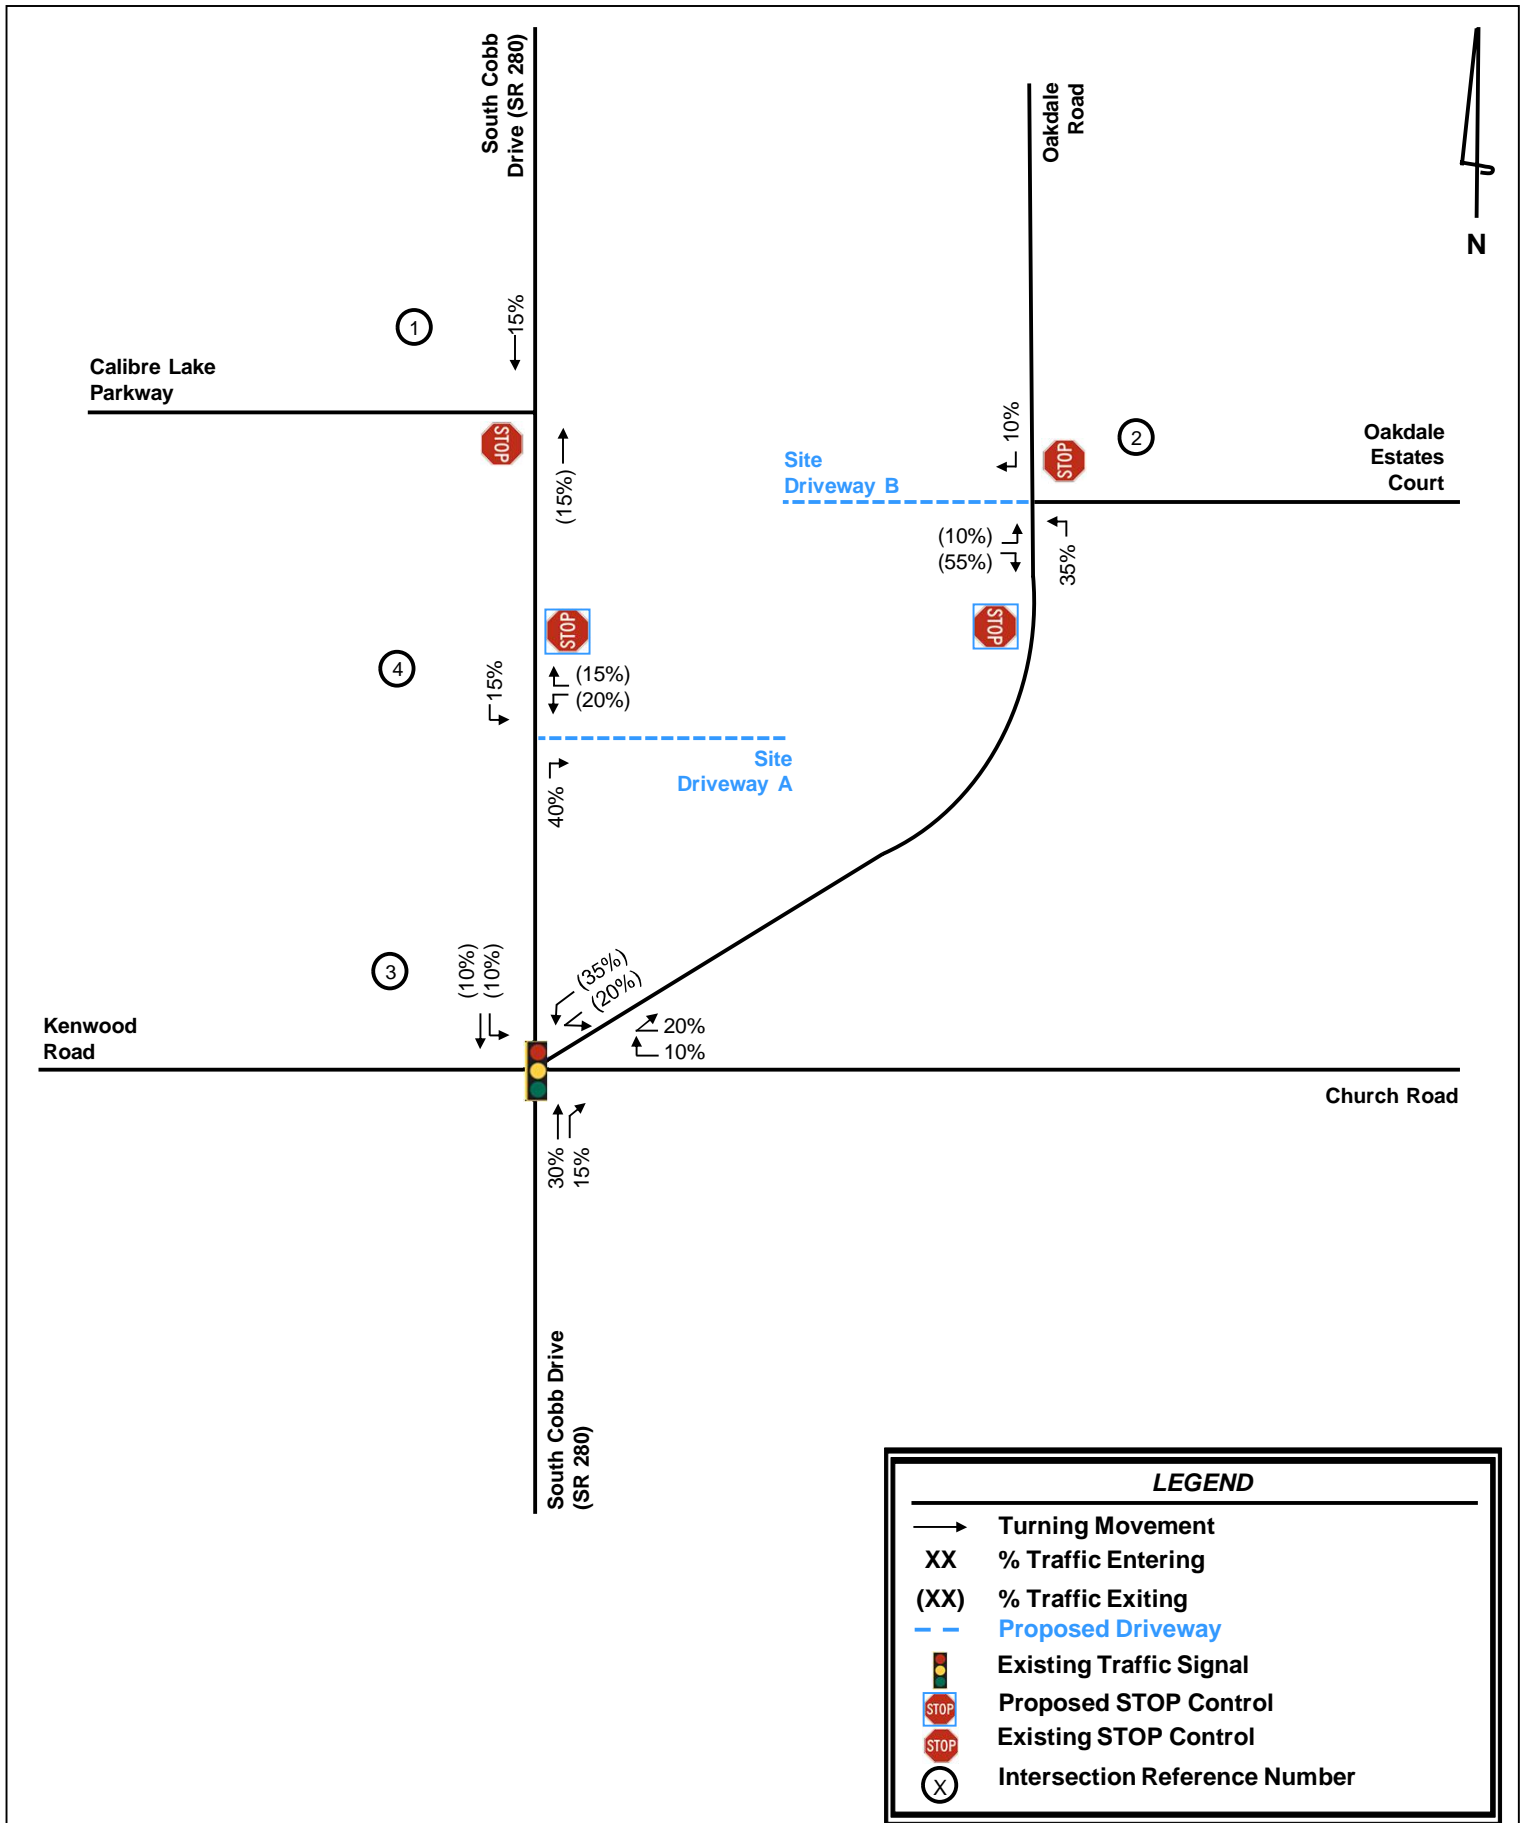 South Cobb
Drive (SR 280)
Oakdale
Road
N
15%
1
Calibre Lake
Parkway
STOP
(15%)
10%
STOP
2
Oakdale
Estates
Court
Site
Driveway B
(10%)
(55%)
35%
STOP
STOP
4
15%
(15%)
(20%)
Site
Driveway A
40%
3
(10%)
(10%)
(35%)
(20%)
20%
10%
Kenwood
Road
Church Road
30%
15%
South Cobb Drive
(SR 280)
LEGEND
Turning Movement
XX % Traffic Entering
(XX) % Traffic Exiting
Proposed Driveway
Existing Traffic Signal
STOP Proposed STOP Control
STOP Existing STOP Control
X Intersection Reference Number